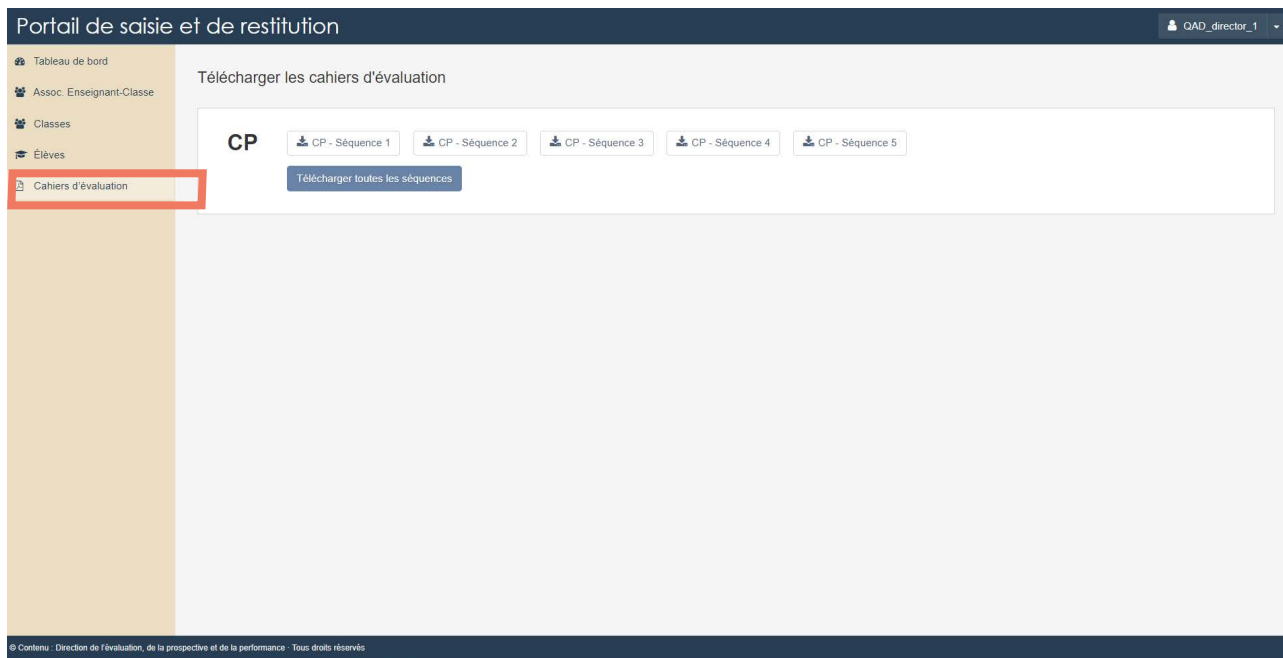 Portail de saisie et de restitution
QAD_director_1
Tableau de bord
Assoc. Enseignant-Classe
Classes
Élèves
Cahiers d'évaluation
Télécharger les cahiers d'évaluation
CP
CP - Séquence 1
CP - Séquence 2
CP - Séquence 3
CP - Séquence 4
CP - Séquence 5
Télécharger toutes les séquences
© Contenu : Direction de l'évaluation, de la prospective et de la performance - Tous droits réservés